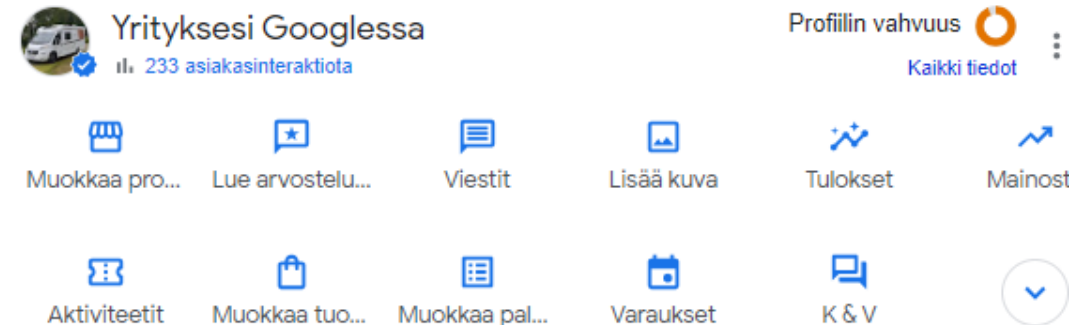 Yrityksesi Googlessa
Profiilin vahvuus
233 asiakasinteraktiota
Kaikki tiedot
Muokkaa pro... Lue arvostelu... Viestit Lisää kuva Tulokset Mainost
Aktiviteetit Muokkaa tuo... Muokkaa pal... Varaukset K & V